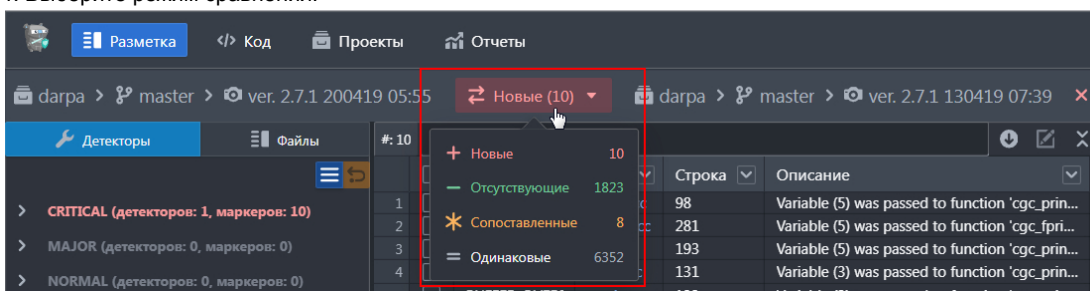 Разметка </> Код Проекты Отчеты
darpa > master > ver. 2.7.1 200419 05:55 Новые (10) darpa > master > ver. 2.7.1 130419 07:39
Детекторы Файлы #: 10
+ Новые 10
Строка Описание
− Отсутствующие 1823
CRITICAL (детекторов: 1, маркеров: 10) 1 98 Variable (5) was passed to function 'cgc_prin...
Сопоставленные 8
2 281 Variable (5) was passed to function 'cgc_fpri...
MAJOR (детекторов: 0, маркеров: 0) 3 193 Variable (5) was passed to function 'cgc_prin...
= Одинаковые 6352
4 131 Variable (3) was passed to function 'cgc_prin...
NORMAL (детекторов: 0, маркеров: 0)